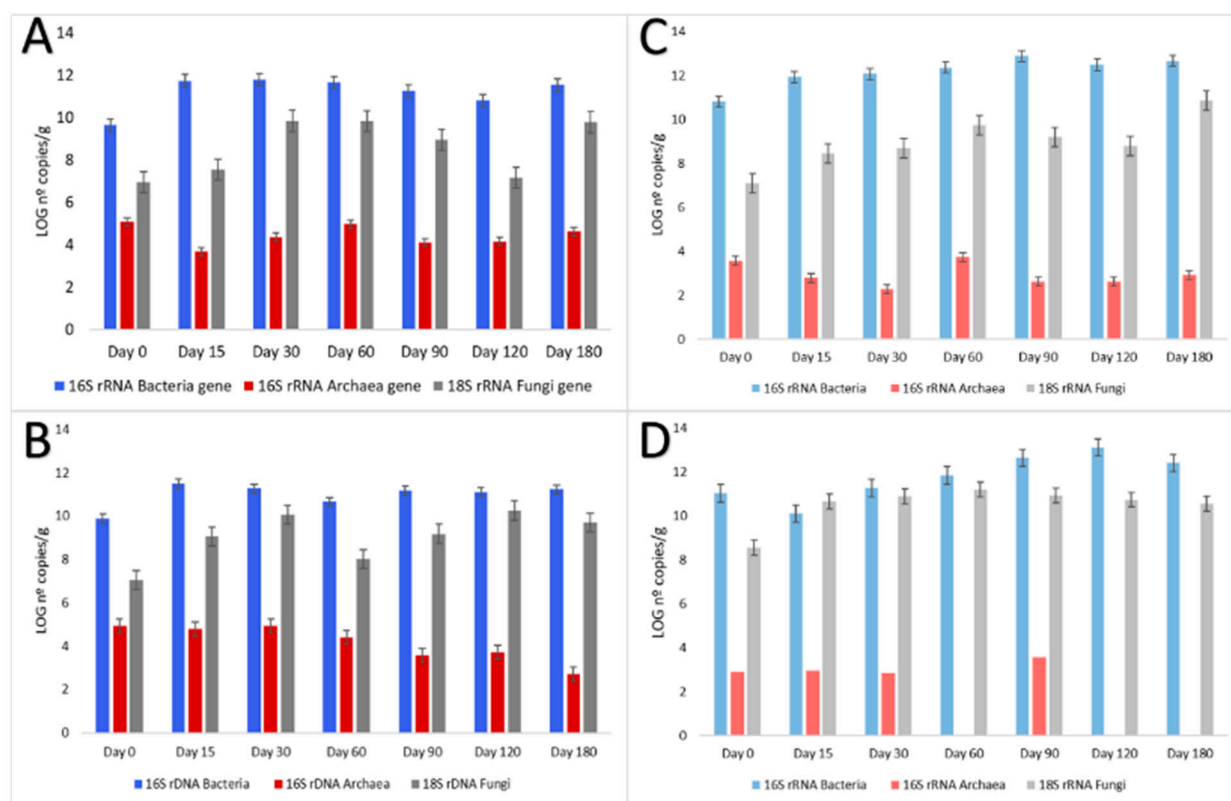 A
LOG nº copies/g
14
12
10
8
6
4
2
0
Day 0 Day 15 Day 30 Day 60 Day 90 Day 120 Day 180
16S rRNA Bacteria gene 16S rRNA Archaea gene 18S rRNA Fungi gene
B
LOG nº copies/g
14
12
10
8
6
4
2
0
Day 0 Day 15 Day 30 Day 60 Day 90 Day 120 Day 180
16S rDNA Bacteria 16S rDNA Archaea 18S rDNA Fungi
C
LOG nº copies/g
14
12
10
8
6
4
2
0
Day 0 Day 15 Day 30 Day 60 Day 90 Day 120 Day 180
16S rRNA Bacteria 16S rRNA Archaea 18S rRNA Fungi
D
LOG nº copies/g
14
12
10
8
6
4
2
0
Day 0 Day 15 Day 30 Day 60 Day 90 Day 120 Day 180
16S rRNA Bacteria 16S rRNA Archaea 18S rRNA Fungi